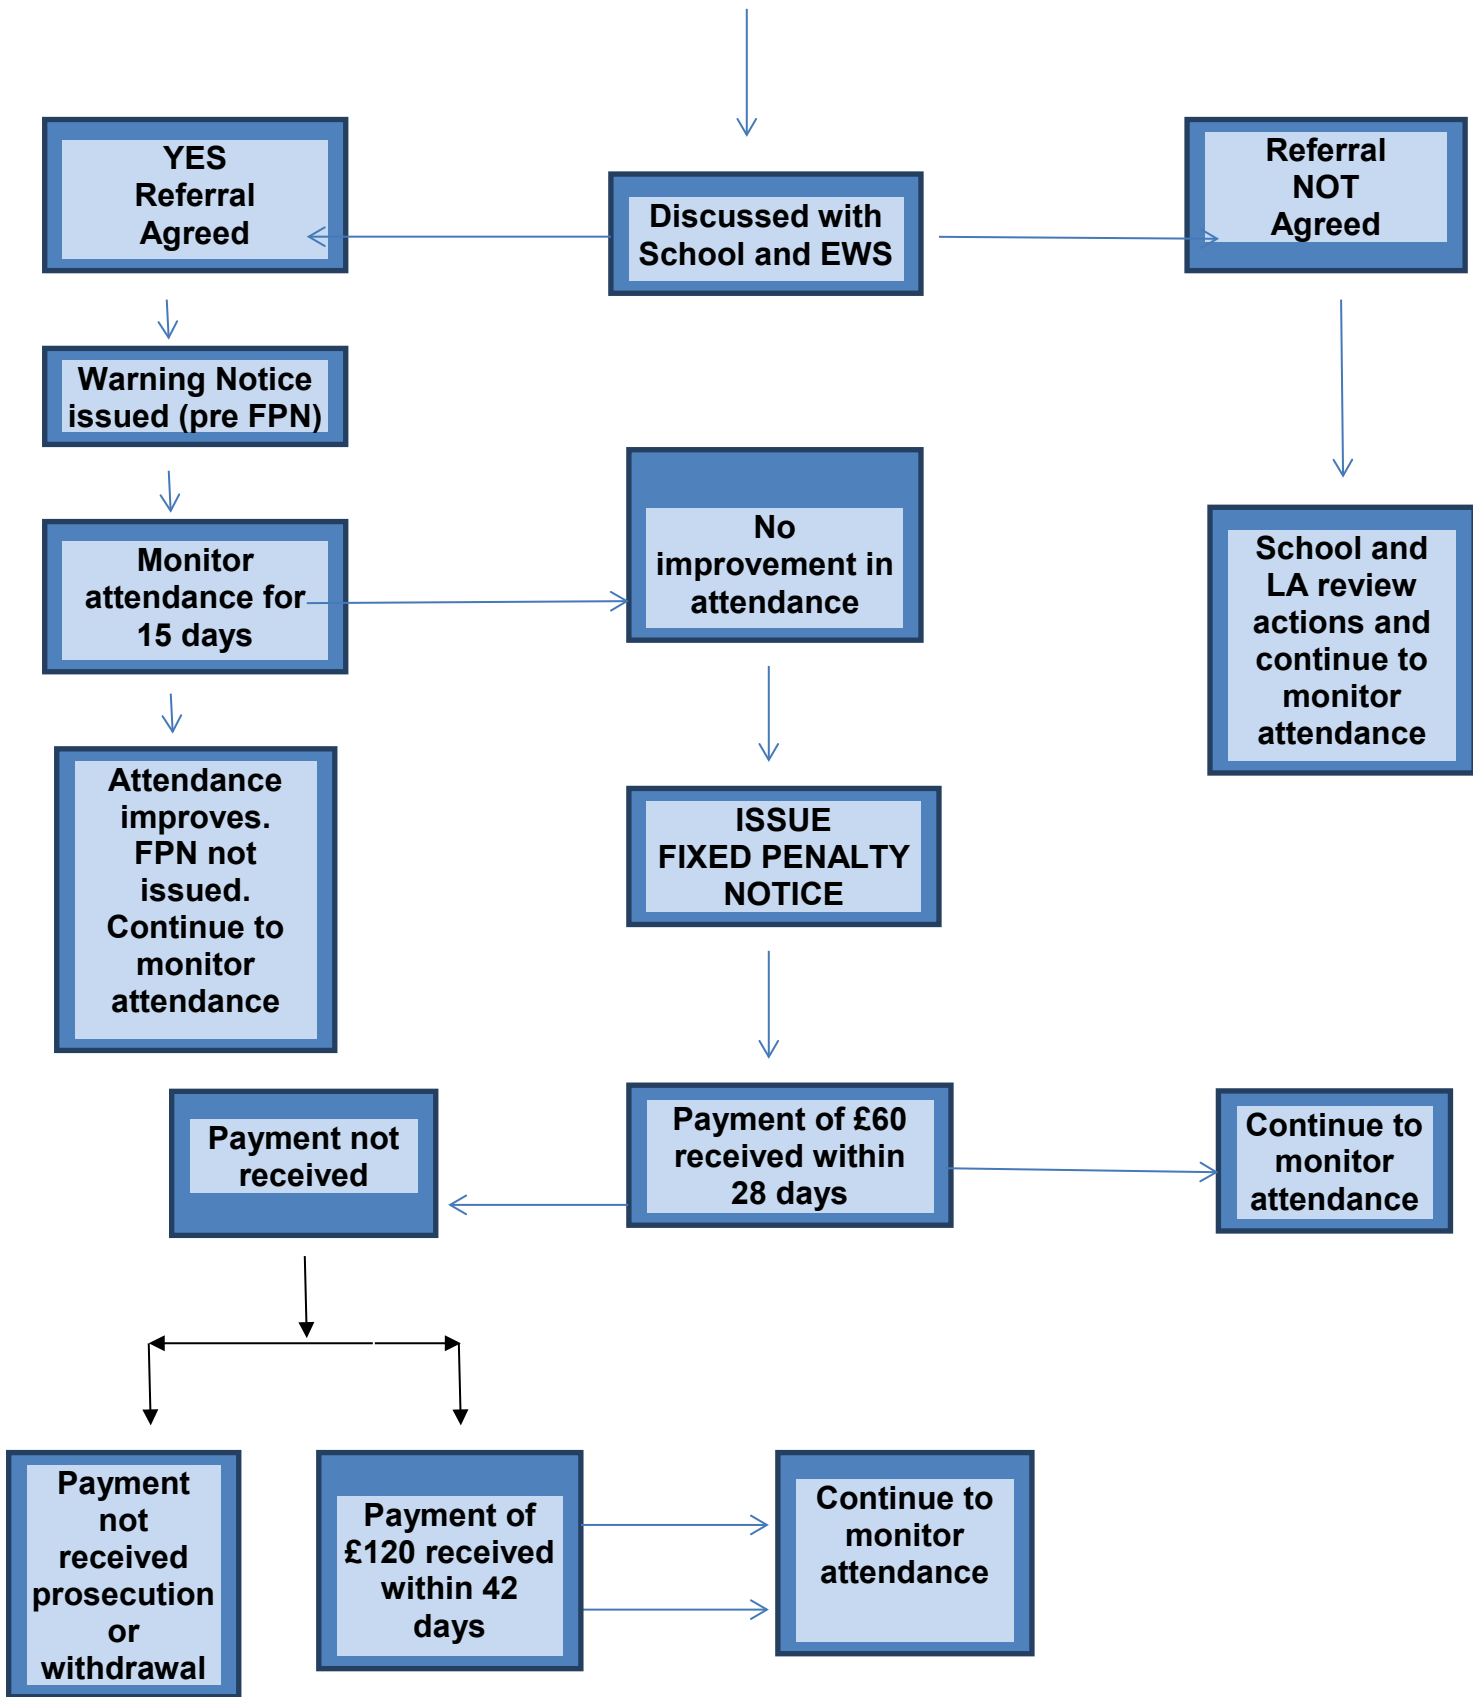 YES
Referral
Agreed
Discussed with
School and EWS
Referral
NOT
Agreed
Warning Notice
issued (pre FPN)
Monitor
attendance for
15 days
No
improvement in
attendance
School and
LA review
actions and
continue to
monitor
attendance
Attendance
improves.
FPN not
issued.
Continue to
monitor
attendance
ISSUE
FIXED PENALTY
NOTICE
Payment not
received
Payment of £60
received within
28 days
Continue to
monitor
attendance
Payment
not
received
prosecution
or
withdrawal
Payment of
£120 received
within 42
days
Continue to
monitor
attendance